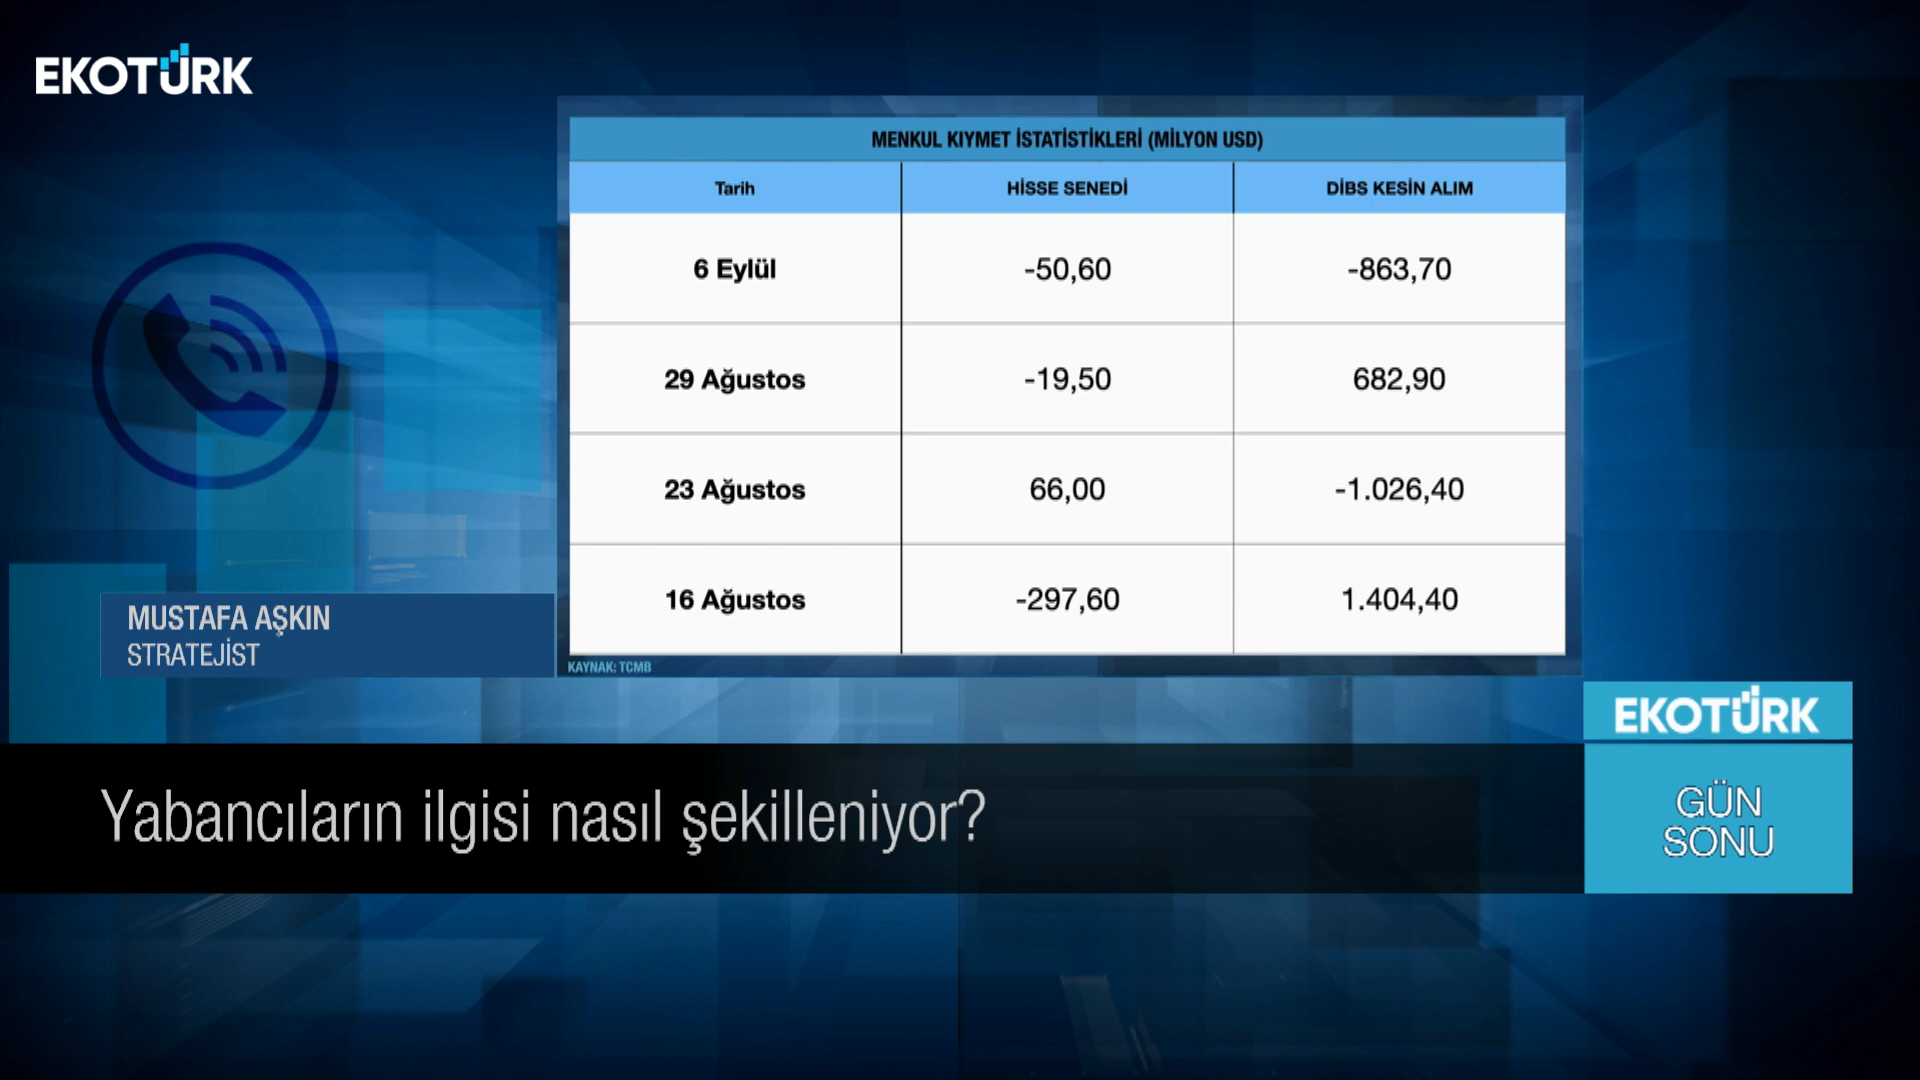 EKOTÜRK
MENKUL KIYMET İSTATİSTİKLERİ (MİLYON USD)
Tarih HİSSE SENEDİ DİBS KESİN ALIM
6 Eylül -50,60 -863,70
29 Ağustos -19,50 682,90
23 Ağustos 66,00 -1.026,40
16 Ağustos -297,60 1.404,40
KAYNAK: TCMB
MUSTAFA AŞKIN
STRATEJİST
EKOTÜRK
Yabancıların ilgisi nasıl şekilleniyor?
GÜN
SONU